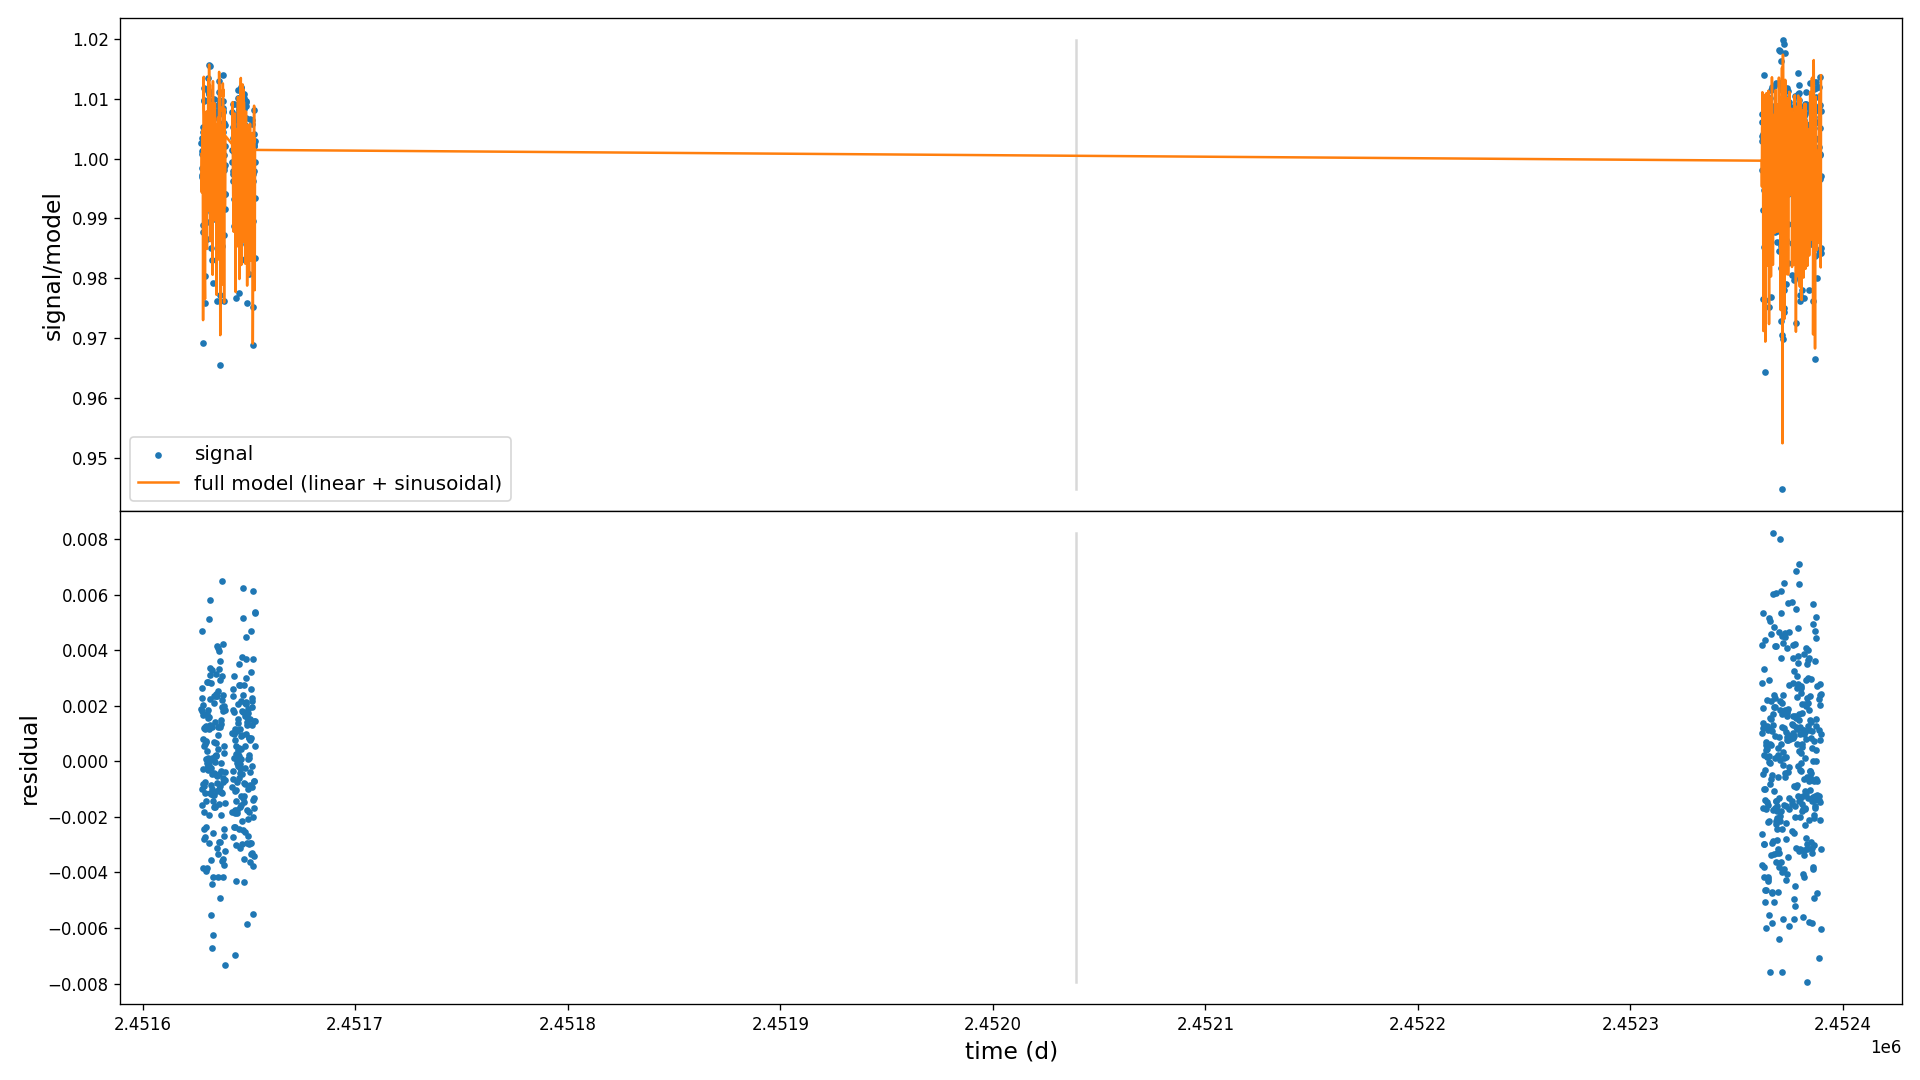 1.02
1.01
1.00
0.99
0.98
0.97
0.96
0.95
signal/model
signal
full model (linear + sinusoidal)
0.008
0.006
0.004
0.002
0.000
−0.002
−0.004
−0.006
−0.008
residual
2.4516 2.4517 2.4518 2.4519 2.4520 2.4521 2.4522 2.4523 2.4524
1e6
time (d)